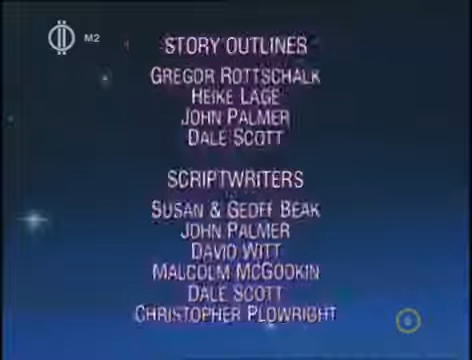 M2
STORY OUTLINES
GREGOR ROTTSCHALK
HEIKE LAGE
JOHN PALMER
DALE SCOTT
SCRIPTWRITERS
SUSAN & GEOFF BEAK
JOHN PALMER
DAVID WITT
MALCOLM MCGOOKIN
DALE SCOTT
CHRISTOPHER PLOWRIGHT